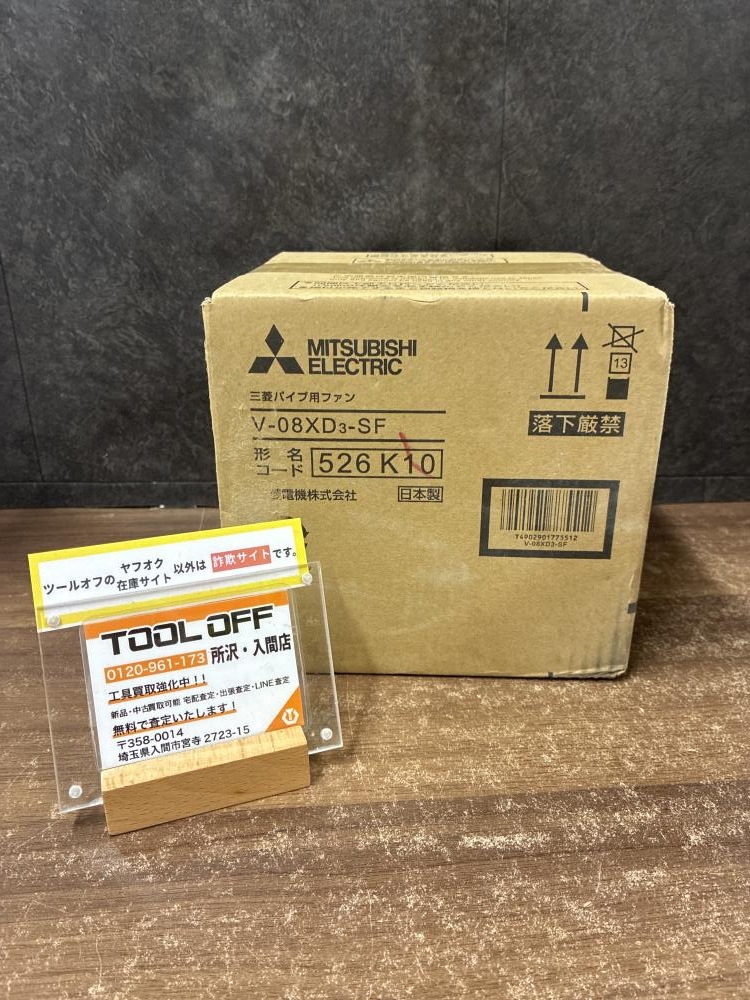 MITSUBISHI
ELECTRIC
三菱パイプ用ファン
V-08XD3-SF
形名
コード
526 K10
菱電機株式会社
日本製
13
落下厳禁
T4902901775512
V-08XD3-SF
ツールオフの
ヤフオク
在庫サイト
以外は
詐欺サイト
です。
TOOL OFF
0120-961-173
所沢・入間店
工具買取強化中！！
新品・中古買取可能 宅配査定・出張査定・LINE査定
無料で査定いたします！
〒358-0014
埼玉県入間市宮寺 2723-15